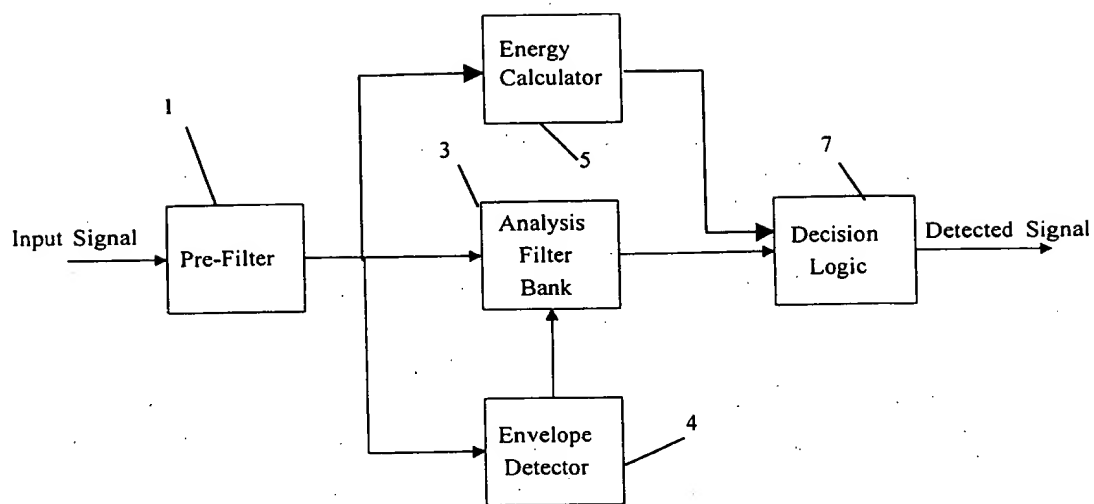 Energy
Calculator
1
5
3
7
Input Signal
Pre-Filter
Analysis
Filter
Bank
Decision
Logic
Detected Signal
Envelope
Detector
4